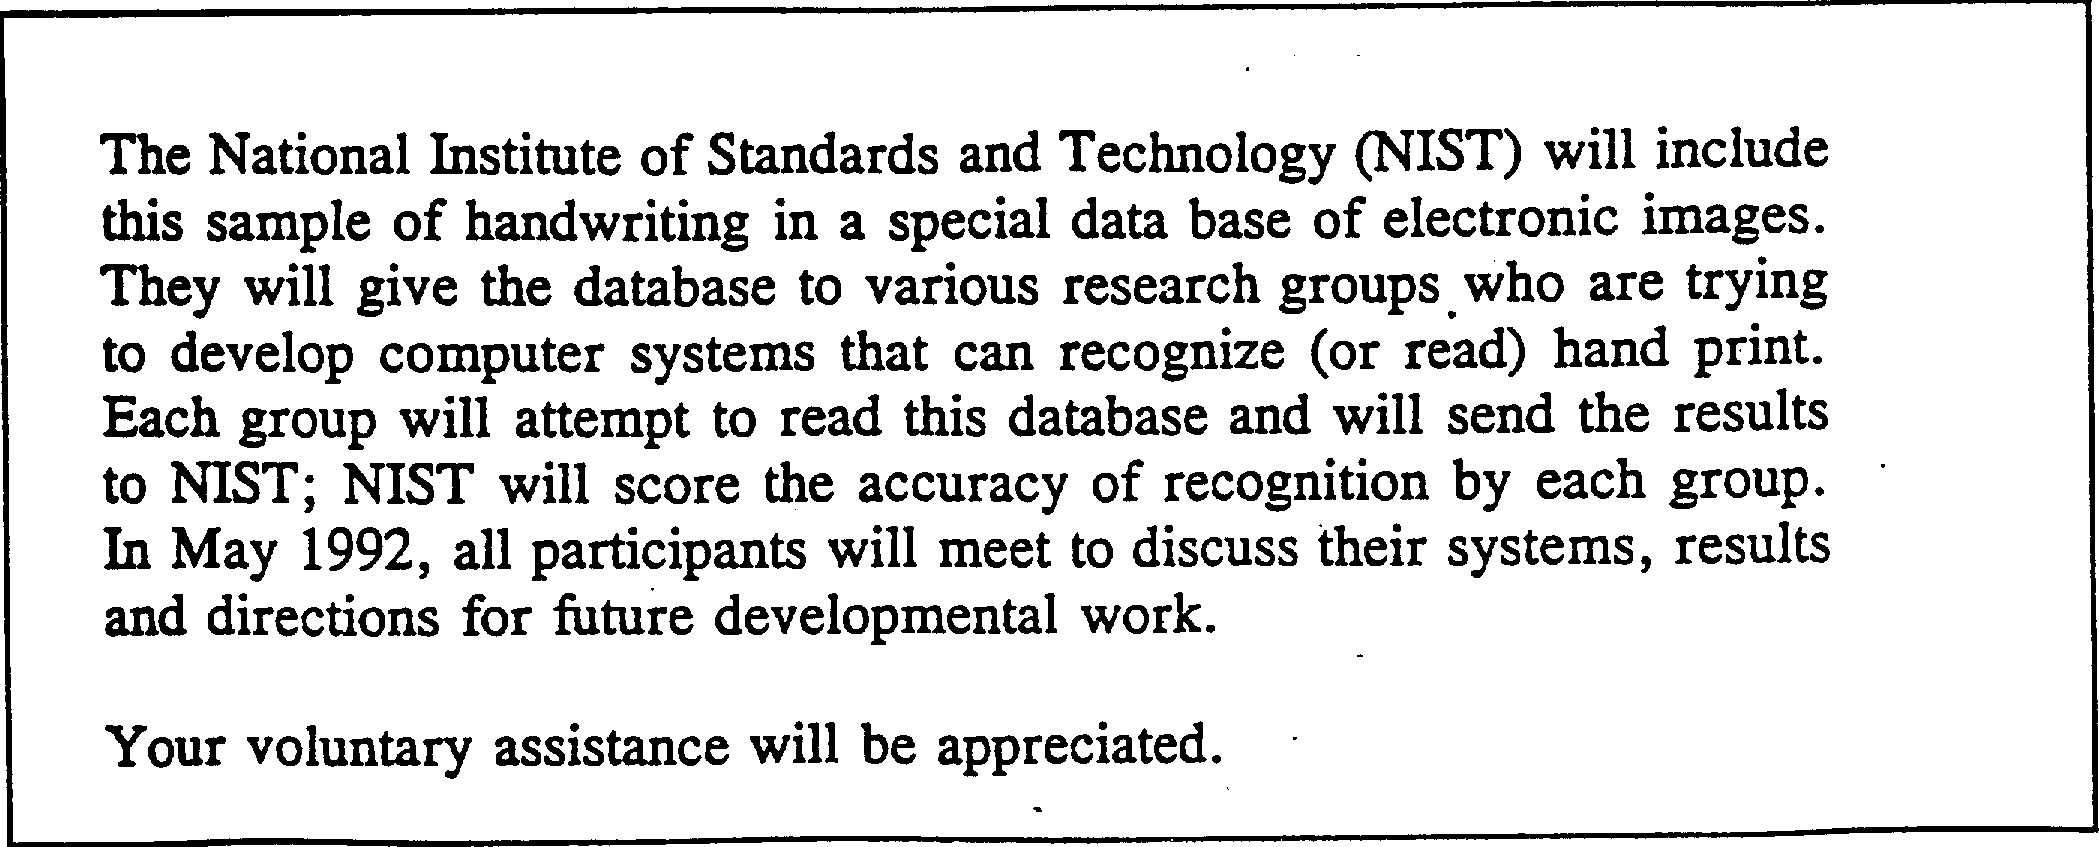 The National Institute of Standards and Technology (NIST) will include
this sample of handwriting in a special data base of electronic images.
They will give the database to various research groups who are trying
to develop computer systems that can recognize (or read) hand print.
Each group will attempt to read this database and will send the results
to NIST; NIST will score the accuracy of recognition by each group.
In May 1992, all participants will meet to discuss their systems, results
and directions for future developmental work.
Your voluntary assistance will be appreciated.